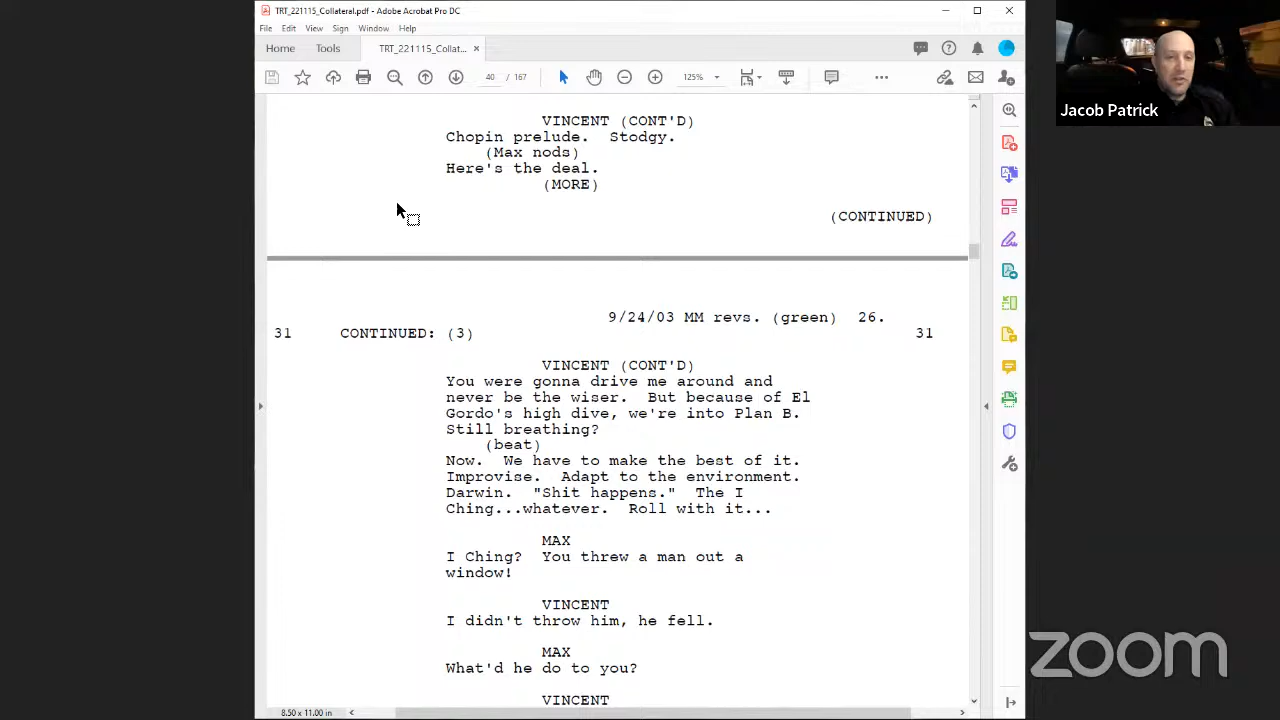 TRT_221115_Collateral.pdf - Adobe Acrobat Pro DC
File Edit View Sign Window Help
Home Tools TRT_221115_Collat... ×
40 / 167 125%
VINCENT (CONT'D)
Chopin prelude. Stodgy.
(Max nods)
Here's the deal.
(MORE)
(CONTINUED)
9/24/03 MM revs. (green) 26.
31 CONTINUED: (3) 31
VINCENT (CONT'D)
You were gonna drive me around and
never be the wiser. But because of El
Gordo's high dive, we're into Plan B.
Still breathing?
(beat)
Now. We have to make the best of it.
Improvise. Adapt to the environment.
Darwin. "Shit happens." The I
Ching...whatever. Roll with it...
MAX
I Ching? You threw a man out a
window!
VINCENT
I didn't throw him, he fell.
MAX
What'd he do to you?
VINCENT
8.50 x 11.00 in
Jacob Patrick
zoom